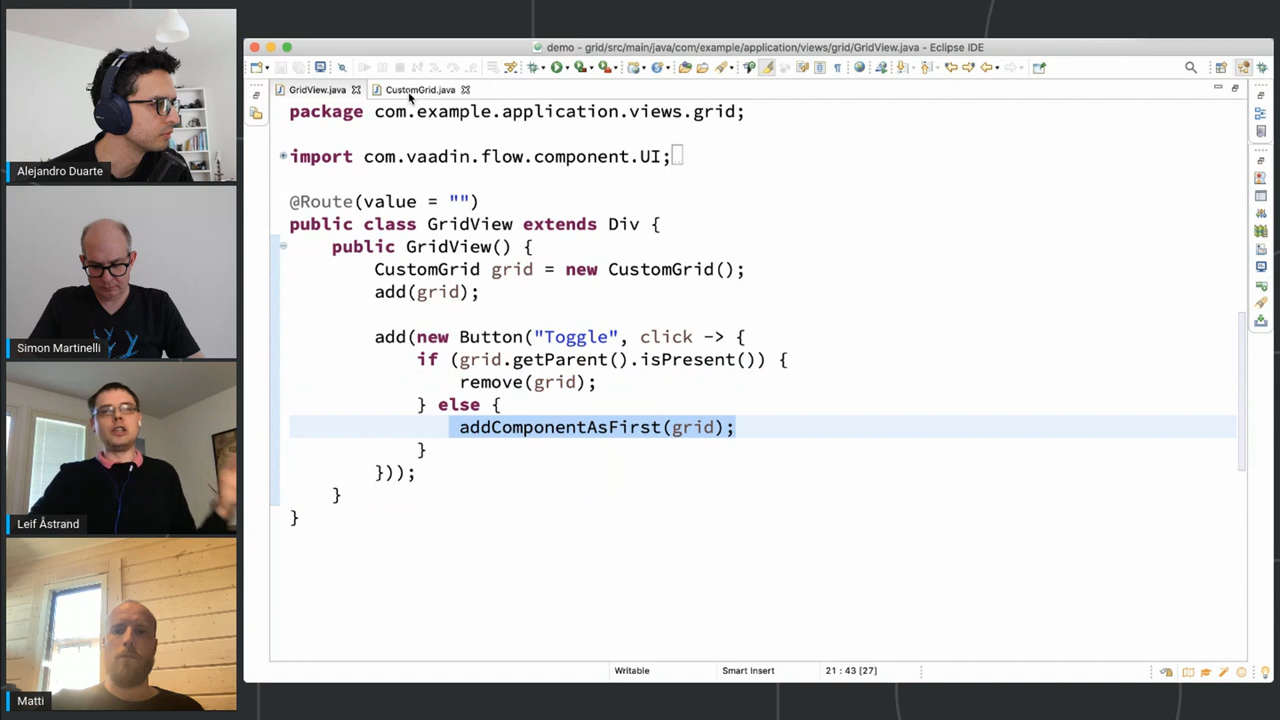 Alejandro Duarte
Simon Martinelli
Leif Åstrand
Matti
demo - grid/src/main/java/com/example/application/views/grid/GridView.java - Eclipse IDE
GridView.java
CustomGrid.java
package com.example.application.views.grid;
import com.vaadin.flow.component.UI;
@Route(value = "")
public class GridView extends Div {
public GridView() {
CustomGrid grid = new CustomGrid();
add(grid);
add(new Button("Toggle", click -> {
if (grid.getParent().isPresent()) {
remove(grid);
} else {
addComponentAsFirst(grid);
}
}));
}
}
Writable
Smart Insert
21 : 43 [27]